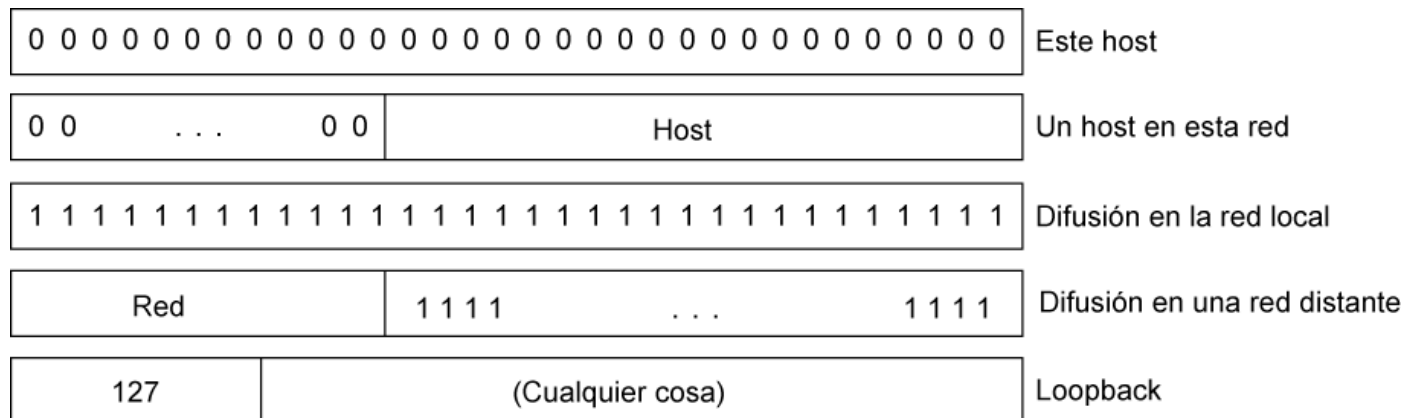 0 0 0 0 0 0 0 0 0 0 0 0 0 0 0 0 0 0 0 0 0 0 0 0 0 0 0 0 0 0 0 0 Este host
0 0 . . . 0 0 Host Un host en esta red
1 1 1 1 1 1 1 1 1 1 1 1 1 1 1 1 1 1 1 1 1 1 1 1 1 1 1 1 1 1 1 1 Difusión en la red local
Red 1 1 1 1 . . . 1 1 1 1 Difusión en una red distante
127 (Cualquier cosa) Loopback